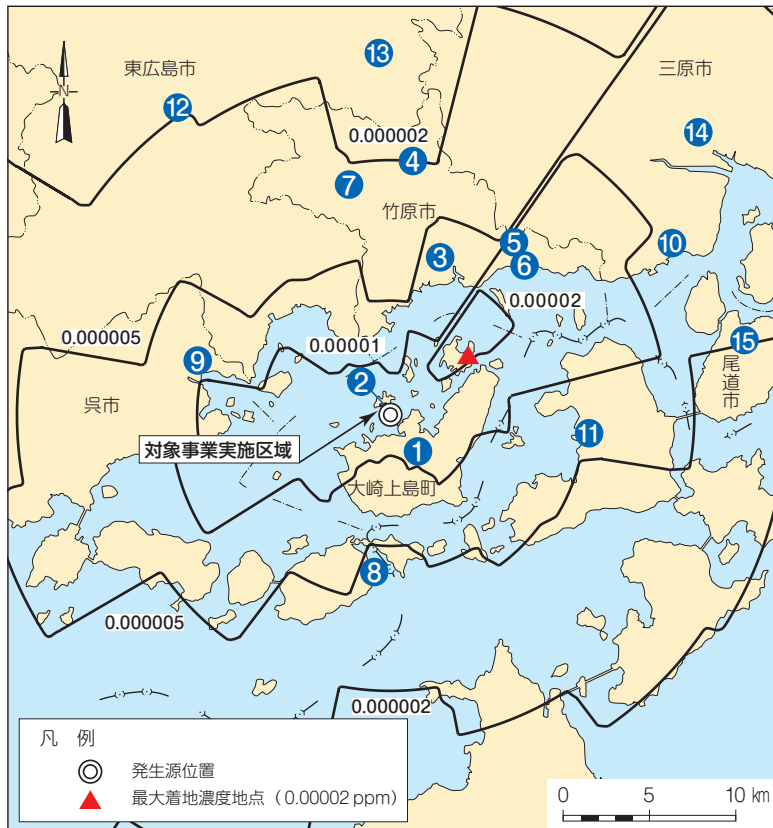 ⑬
東広島市
三原市
N
⑫
0.000002
⑭
④
⑦
竹原市
⑤
③
⑥
⑩
0.00002
0.000005
0.00001
⑮
⑨
尾道市
②
呉市
対象事業実施区域
⑪
①
大崎上島町
⑧
0.000005
0.000002
凡 例
発生源位置
最大着地濃度地点(0.00002 ppm)
0 5 10 km